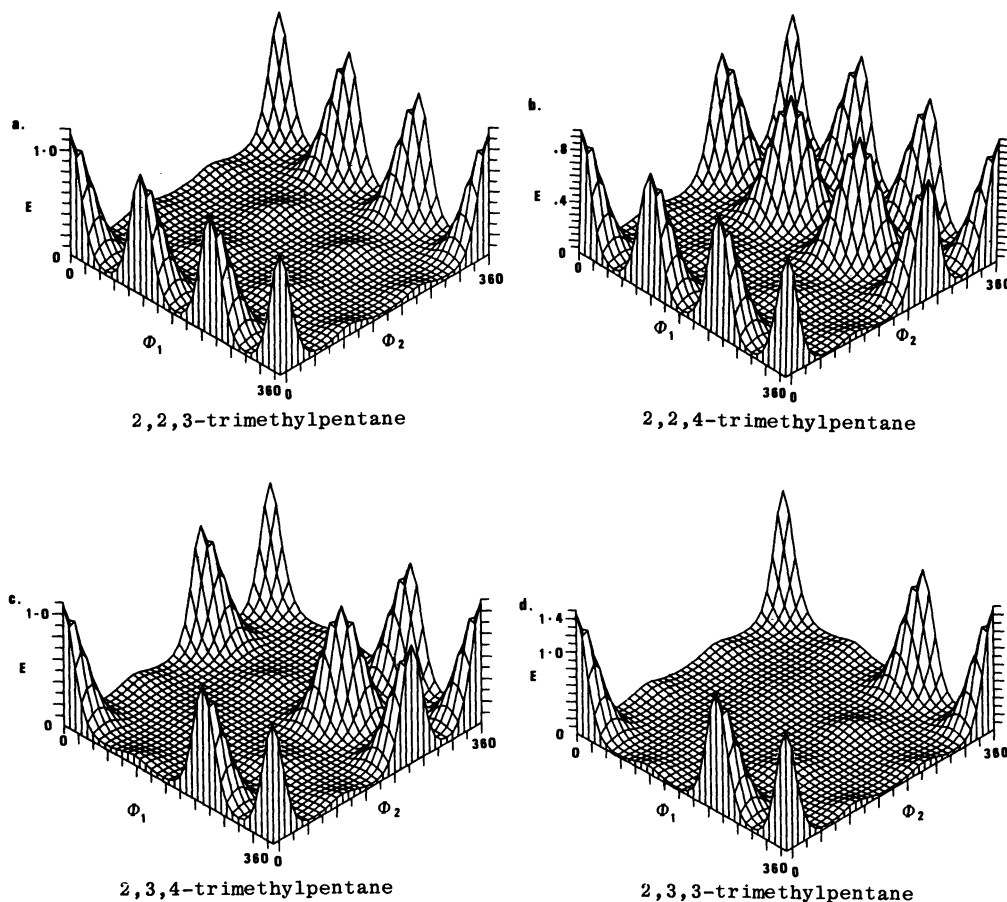 a.
1·0
E
0
0
Φ1
360
0
Φ2
360
2,2,3-trimethylpentane
b.
.8
E
.4
0
0
Φ1
360
0
Φ2
360
2,2,4-trimethylpentane
c.
1·0
E
0
0
Φ1
360
0
Φ2
360
2,3,4-trimethylpentane
d.
1·4
1·0
E
0
0
Φ1
360
0
Φ2
360
2,3,3-trimethylpentane